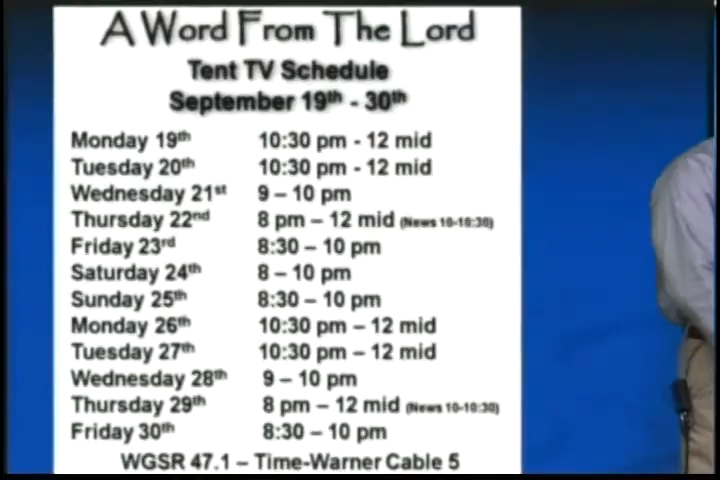 A Word From The Lord
Tent TV Schedule
September 19th - 30th
Monday 19th 10:30 pm - 12 mid
Tuesday 20th 10:30 pm - 12 mid
Wednesday 21st 9 – 10 pm
Thursday 22nd 8 pm – 12 mid (News 10-10:30)
Friday 23rd 8:30 – 10 pm
Saturday 24th 8 – 10 pm
Sunday 25th 8:30 – 10 pm
Monday 26th 10:30 pm – 12 mid
Tuesday 27th 10:30 pm – 12 mid
Wednesday 28th 9 – 10 pm
Thursday 29th 8 pm – 12 mid (News 10-10:30)
Friday 30th 8:30 – 10 pm
WGSR 47.1 – Time-Warner Cable 5